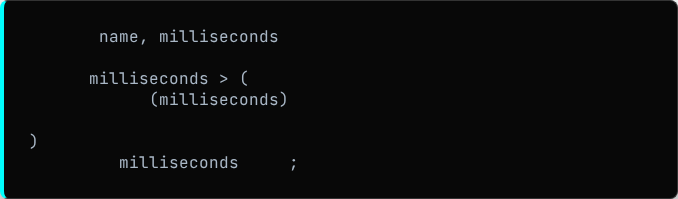 name, milliseconds
milliseconds > (
(milliseconds)
)
milliseconds ;